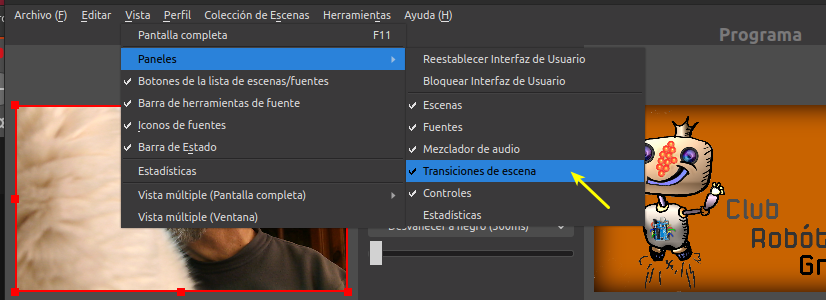 Archivo (F) Editar Vista Perfil Colección de Escenas Herramientas Ayuda (H)
Pantalla completa F11
Programa
Paneles
Reestablecer Interfaz de Usuario
Botones de la lista de escenas/fuentes
Bloquear Interfaz de Usuario
Barra de herramientas de fuente
Escenas
Iconos de fuentes
Fuentes
Barra de Estado
Mezclador de audio
Estadísticas
Transiciones de escena
Vista múltiple (Pantalla completa)
Controles
Vista múltiple (Ventana)
Estadísticas
Desvanecer a negro (300ms)
Club
Robót
Gr